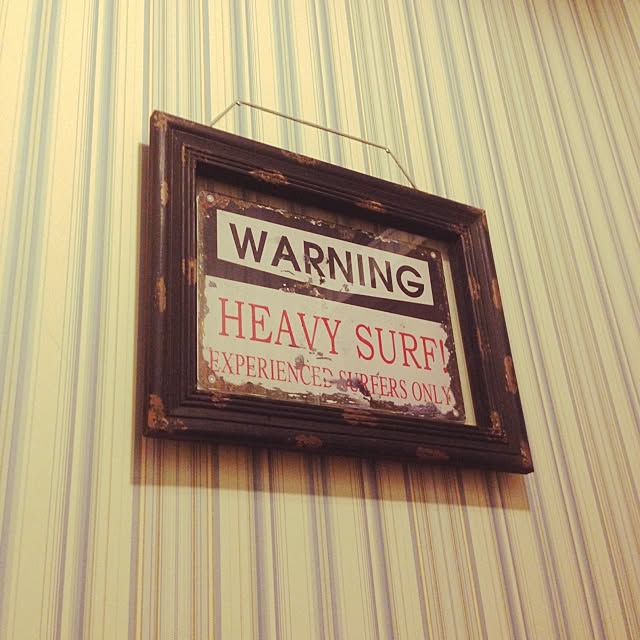 WARNING
HEAVY SURF!
EXPERIENCED SURFERS ONLY